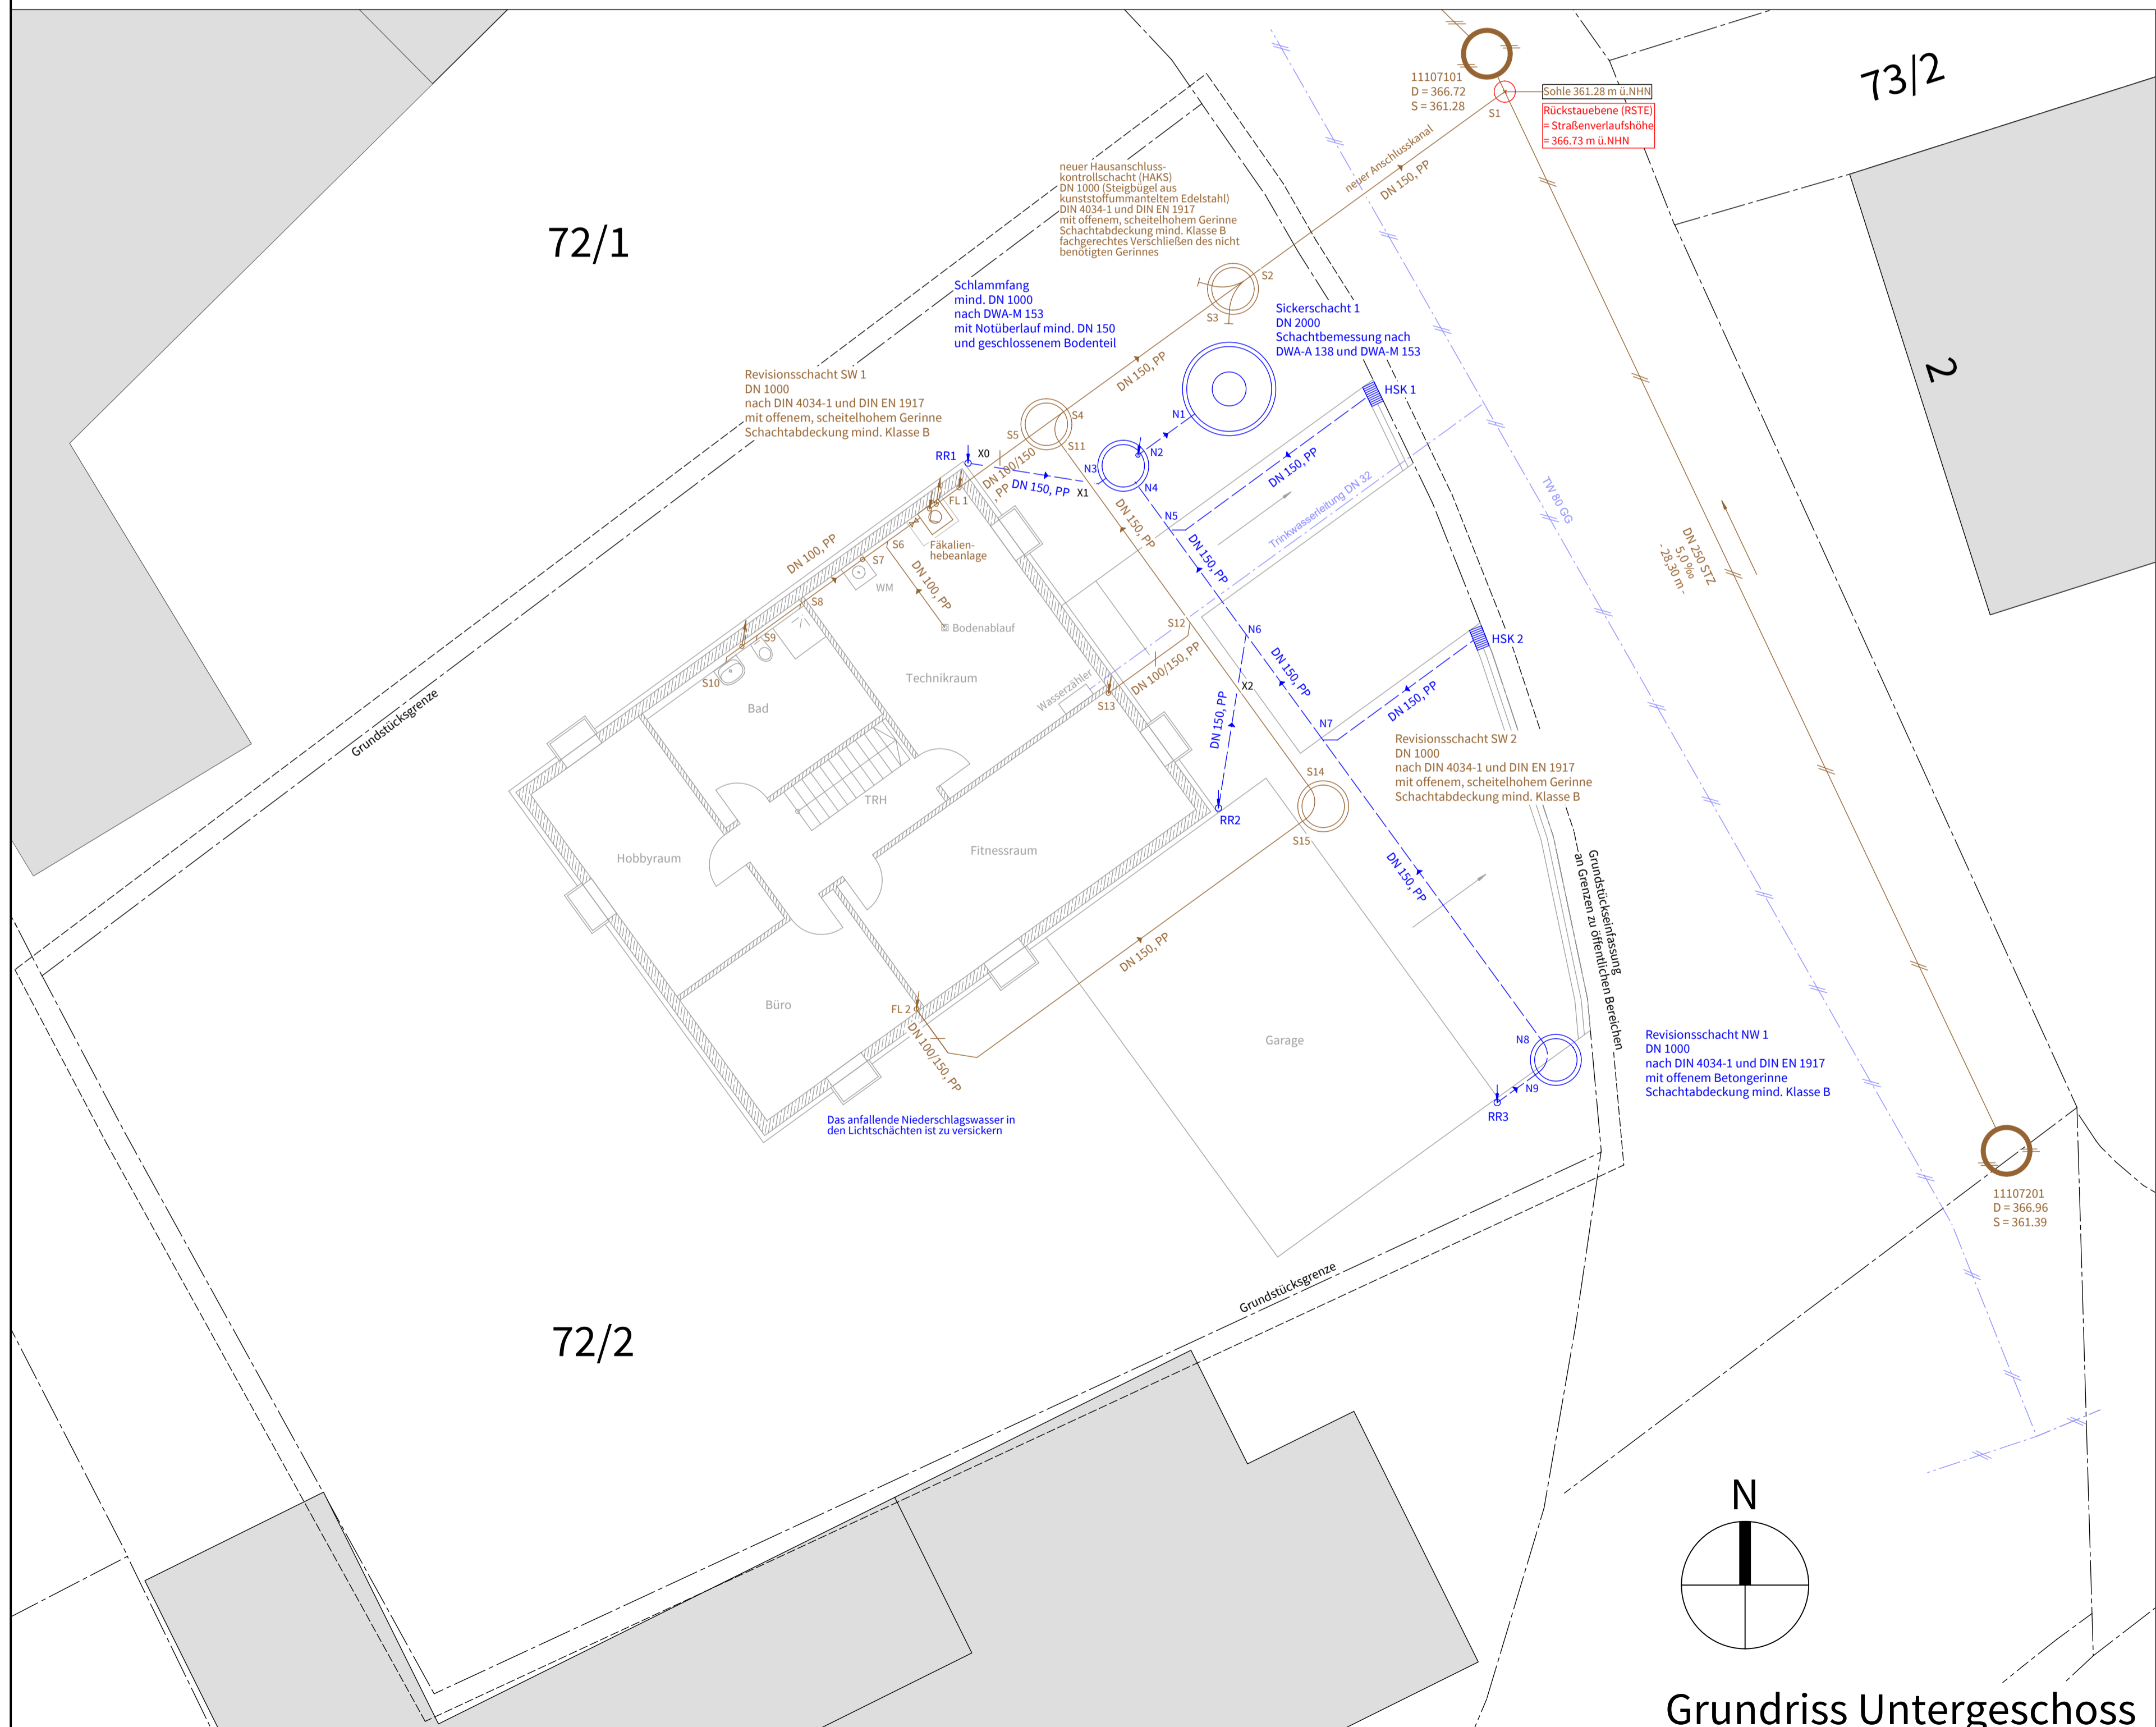 73/2
11107101
D = 366.72
S = 361.28
S1
Sohle 361.28 m ü.NHN
Rückstauebene (RSTE)
= Straßenverlaufshöhe
= 366.73 m ü.NHN
neuer Anschlusskanal
DN 150, PP
neuer Hausanschluss-
kontrollschacht (HAKS)
DN 1000 (Steigbügel aus
kunststoffummanteltem Edelstahl)
DIN 4034-1 und DIN EN 1917
mit offenem, scheitelhohem Gerinne
Schachtabdeckung mind. Klasse B
fachgerechtes Verschließen des nicht
benötigten Gerinnes
72/1
S2
S3
Schlammfang
mind. DN 1000
nach DWA-M 153
mit Notüberlauf mind. DN 150
und geschlossenem Bodenteil
Sickerschacht 1
DN 2000
Schachtbemessung nach
DWA-A 138 und DWA-M 153
2
DN 150, PP
Revisionsschacht SW 1
DN 1000
nach DIN 4034-1 und DIN EN 1917
mit offenem, scheitelhohem Gerinne
Schachtabdeckung mind. Klasse B
HSK 1
N1
S4
S5
S11
N2
RR1
X0
N3
DN 100/150
, PP
DN 150, PP
X1
N4
FL 1
DN 150, PP
Trinkwasserleitung DN 32
TW 80 GG
N5
DN 150, PP
DN 150, PP
DN 100, PP
S6
Fäkalien-
hebeanlage
S7
WM
DN 100, PP
DN 250 STZ
5,0 ‰
- 28,30 m -
S8
Bodenablauf
S12
N6
HSK 2
S9
S10
Bad
Technikraum
Wasserzähler
DN 100/150, PP
DN 150, PP
X2
S13
DN 150, PP
DN 150, PP
N7
Grundstücksgrenze
Revisionsschacht SW 2
DN 1000
nach DIN 4034-1 und DIN EN 1917
mit offenem, scheitelhohem Gerinne
Schachtabdeckung mind. Klasse B
S14
TRH
RR2
S15
Hobbyraum
Fitnessraum
DN 150, PP
Grundstückseinfassung
an Grenzen zu öffentlichen Bereichen
DN 150, PP
Büro
FL 2
DN 100/150, PP
Garage
N8
Revisionsschacht NW 1
DN 1000
nach DIN 4034-1 und DIN EN 1917
mit offenem Betongerinne
Schachtabdeckung mind. Klasse B
N9
RR3
Das anfallende Niederschlagswasser in
den Lichtschächten ist zu versickern
11107201
D = 366.96
S = 361.39
Grundstücksgrenze
72/2
N
Grundriss Untergeschoss